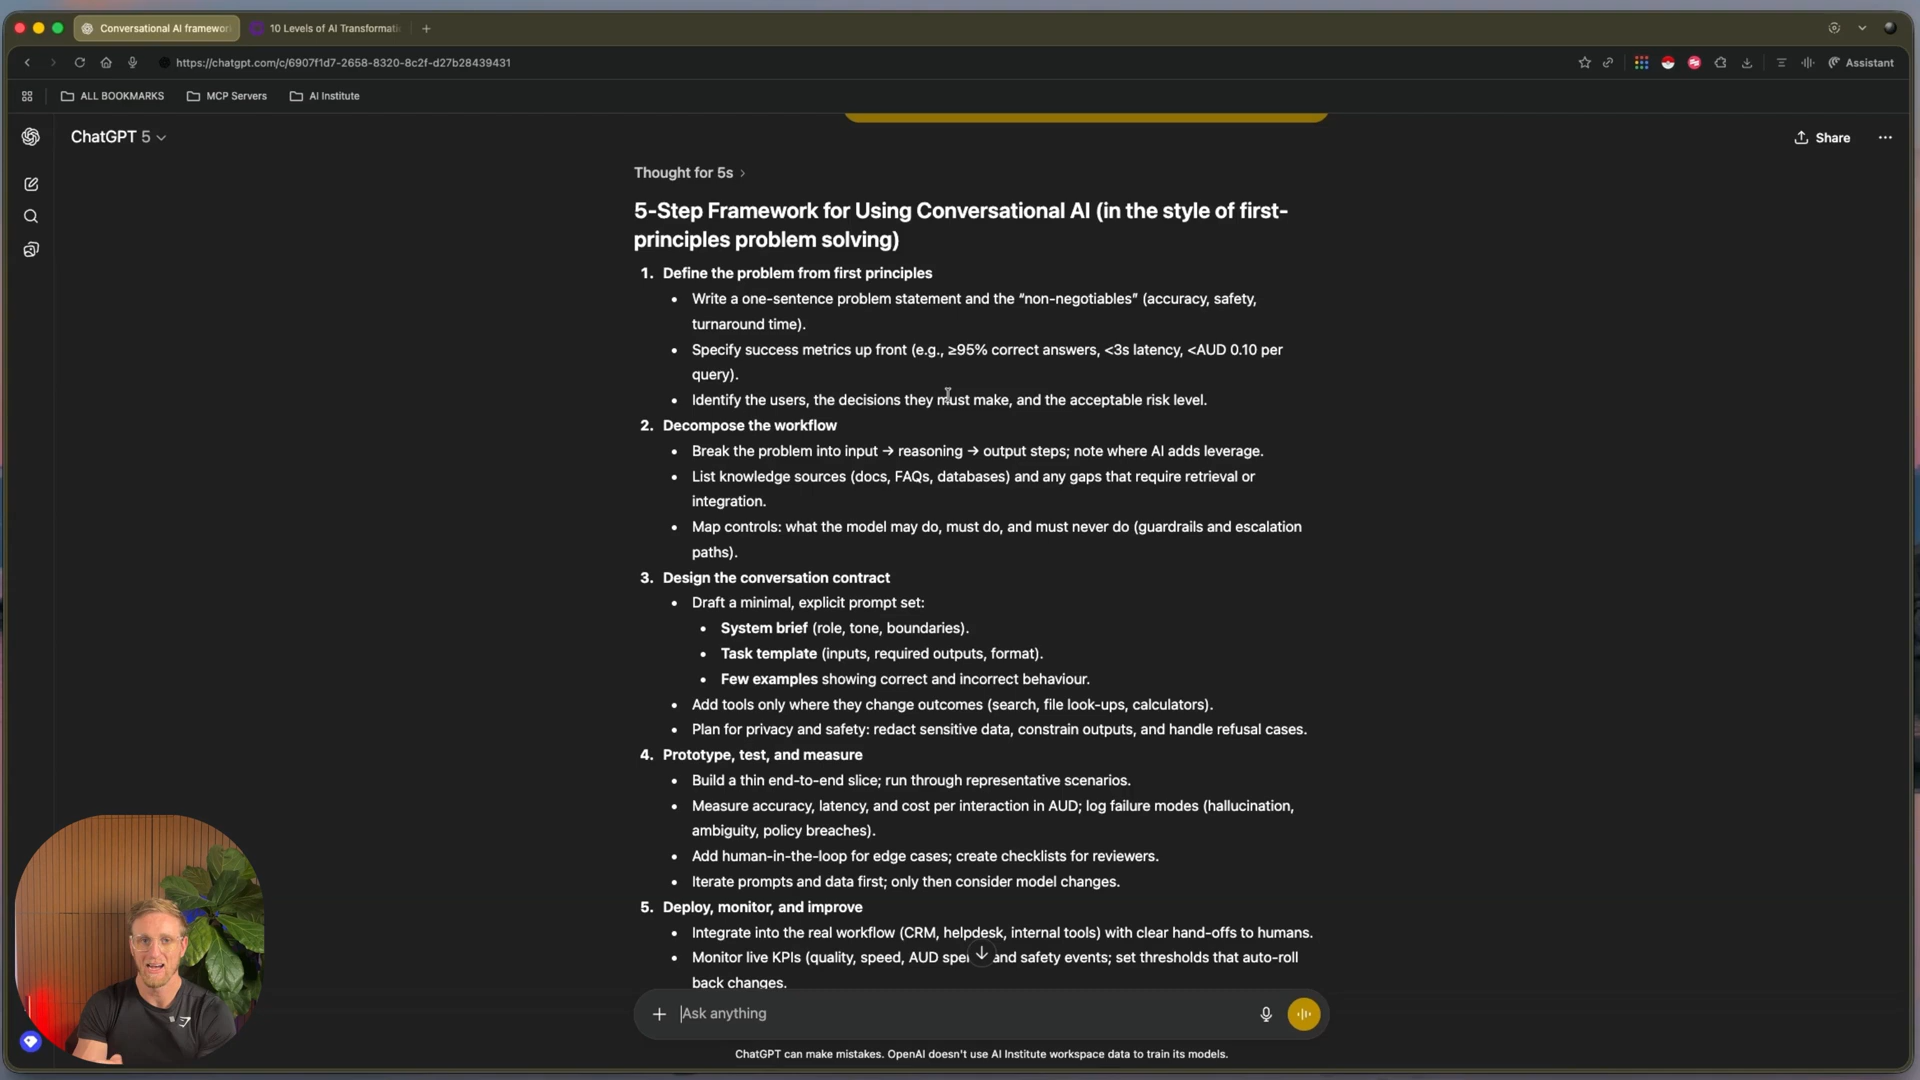 Conversational AI framewor
10 Levels of AI Transformati
https://chatgpt.com/c/6907f1d7-2658-8320-8c2f-d27b28439431
Assistant
ALL BOOKMARKS
MCP Servers
AI Institute
ChatGPT 5
Share
Thought for 5s
5-Step Framework for Using Conversational AI (in the style of first-
principles problem solving)
1. Define the problem from first principles
• Write a one-sentence problem statement and the “non-negotiables” (accuracy, safety,
turnaround time).
• Specify success metrics up front (e.g., ≥95% correct answers, <3s latency, <AUD 0.10 per
query).
• Identify the users, the decisions they must make, and the acceptable risk level.
2. Decompose the workflow
• Break the problem into input → reasoning → output steps; note where AI adds leverage.
• List knowledge sources (docs, FAQs, databases) and any gaps that require retrieval or
integration.
• Map controls: what the model may do, must do, and must never do (guardrails and escalation
paths).
3. Design the conversation contract
• Draft a minimal, explicit prompt set:
• System brief (role, tone, boundaries).
• Task template (inputs, required outputs, format).
• Few examples showing correct and incorrect behaviour.
• Add tools only where they change outcomes (search, file look-ups, calculators).
• Plan for privacy and safety: redact sensitive data, constrain outputs, and handle refusal cases.
4. Prototype, test, and measure
• Build a thin end-to-end slice; run through representative scenarios.
• Measure accuracy, latency, and cost per interaction in AUD; log failure modes (hallucination,
ambiguity, policy breaches).
• Add human-in-the-loop for edge cases; create checklists for reviewers.
• Iterate prompts and data first; only then consider model changes.
5. Deploy, monitor, and improve
• Integrate into the real workflow (CRM, helpdesk, internal tools) with clear hand-offs to humans.
• Monitor live KPIs (quality, speed, AUD and safety events; set thresholds that auto-roll
back changes.
Ask anything
ChatGPT can make mistakes. OpenAI doesn't use AI Institute workspace data to train its models.